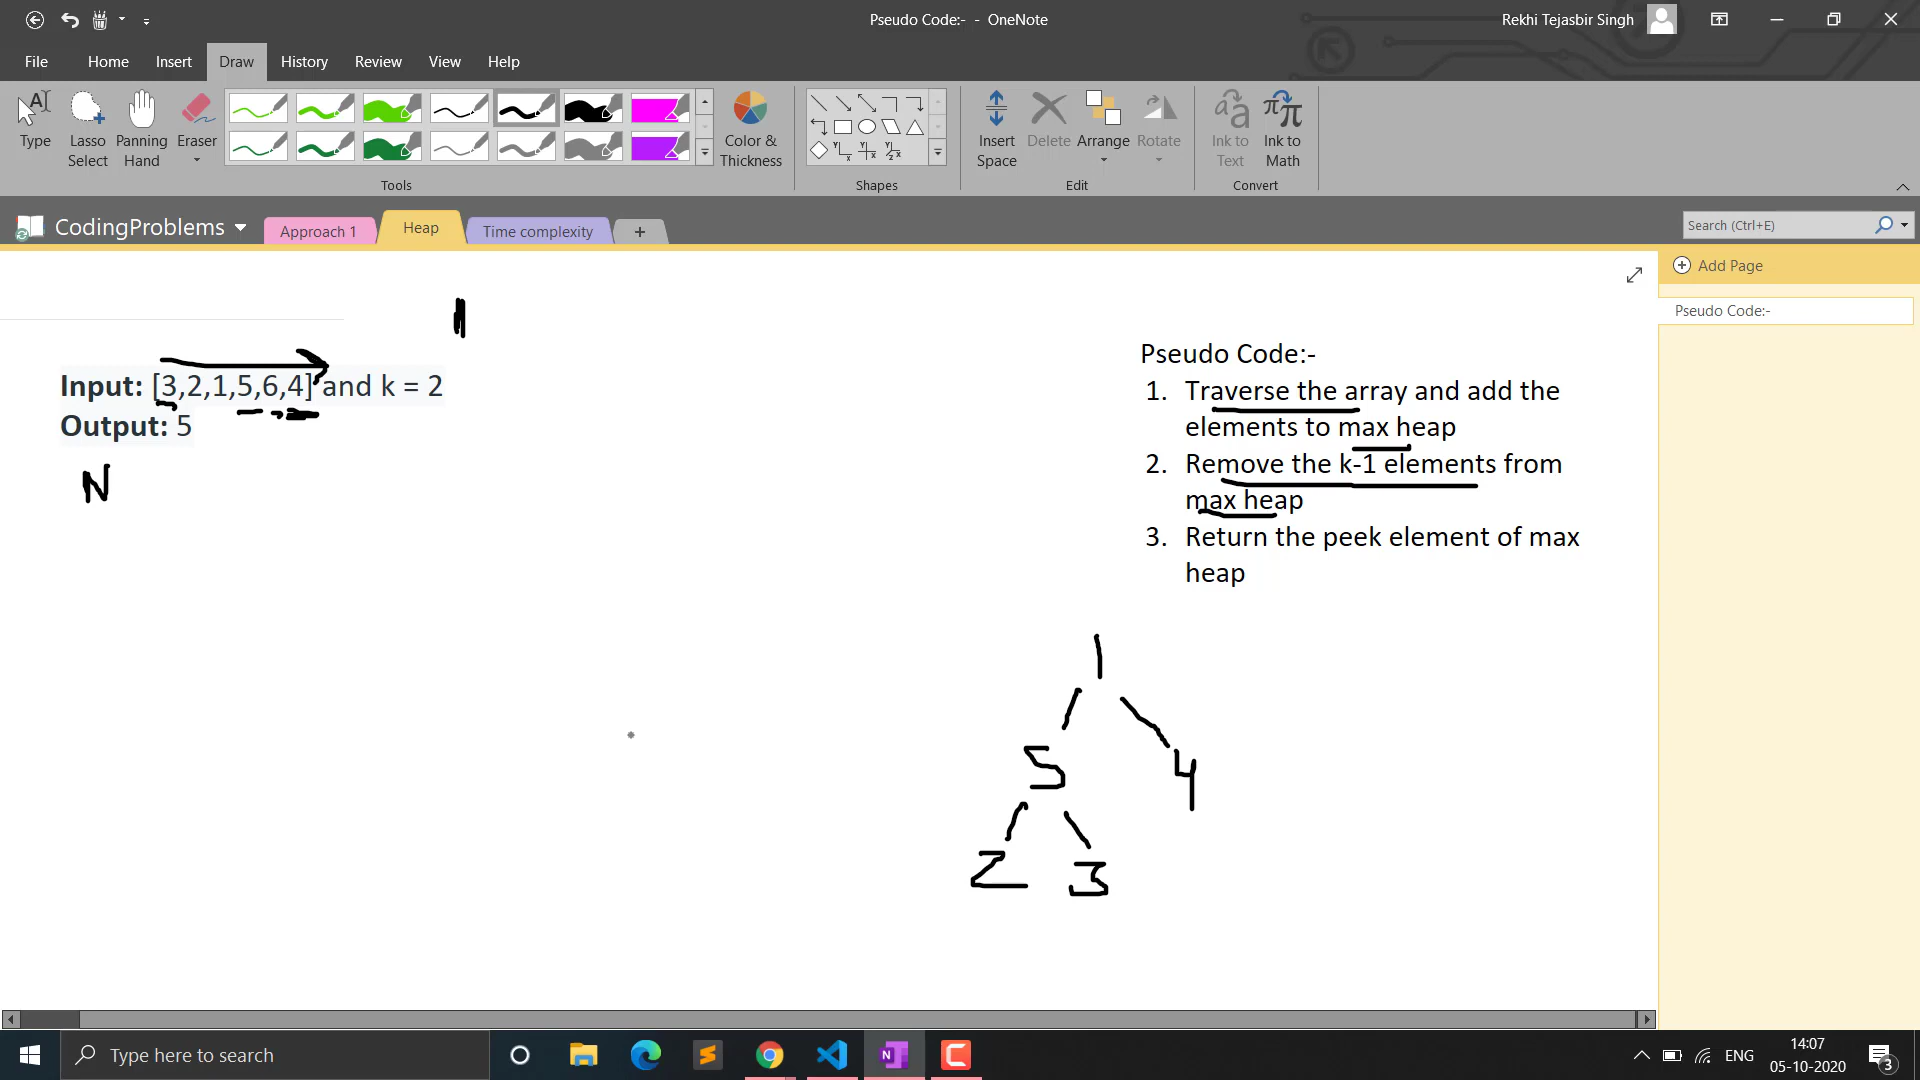 Pseudo Code:- - OneNote
Rekhi Tejasbir Singh
File Home Insert Draw History Review View Help
Type
Lasso Select
Panning Hand
Eraser
Color & Thickness
Insert Space
Delete
Arrange
Rotate
Ink to Text
Ink to Math
Tools
Shapes
Edit
Convert
CodingProblems
Approach 1
Heap
Time complexity
+
Search (Ctrl+E)
Add Page
Pseudo Code:-
Input: [3,2,1,5,6,4] and k = 2
Output: 5
N
Pseudo Code:-
1. Traverse the array and add the
elements to max heap
2. Remove the k-1 elements from
max heap
3. Return the peek element of max
heap
1
5 4
2 3
Type here to search
ENG
14:07
05-10-2020
3